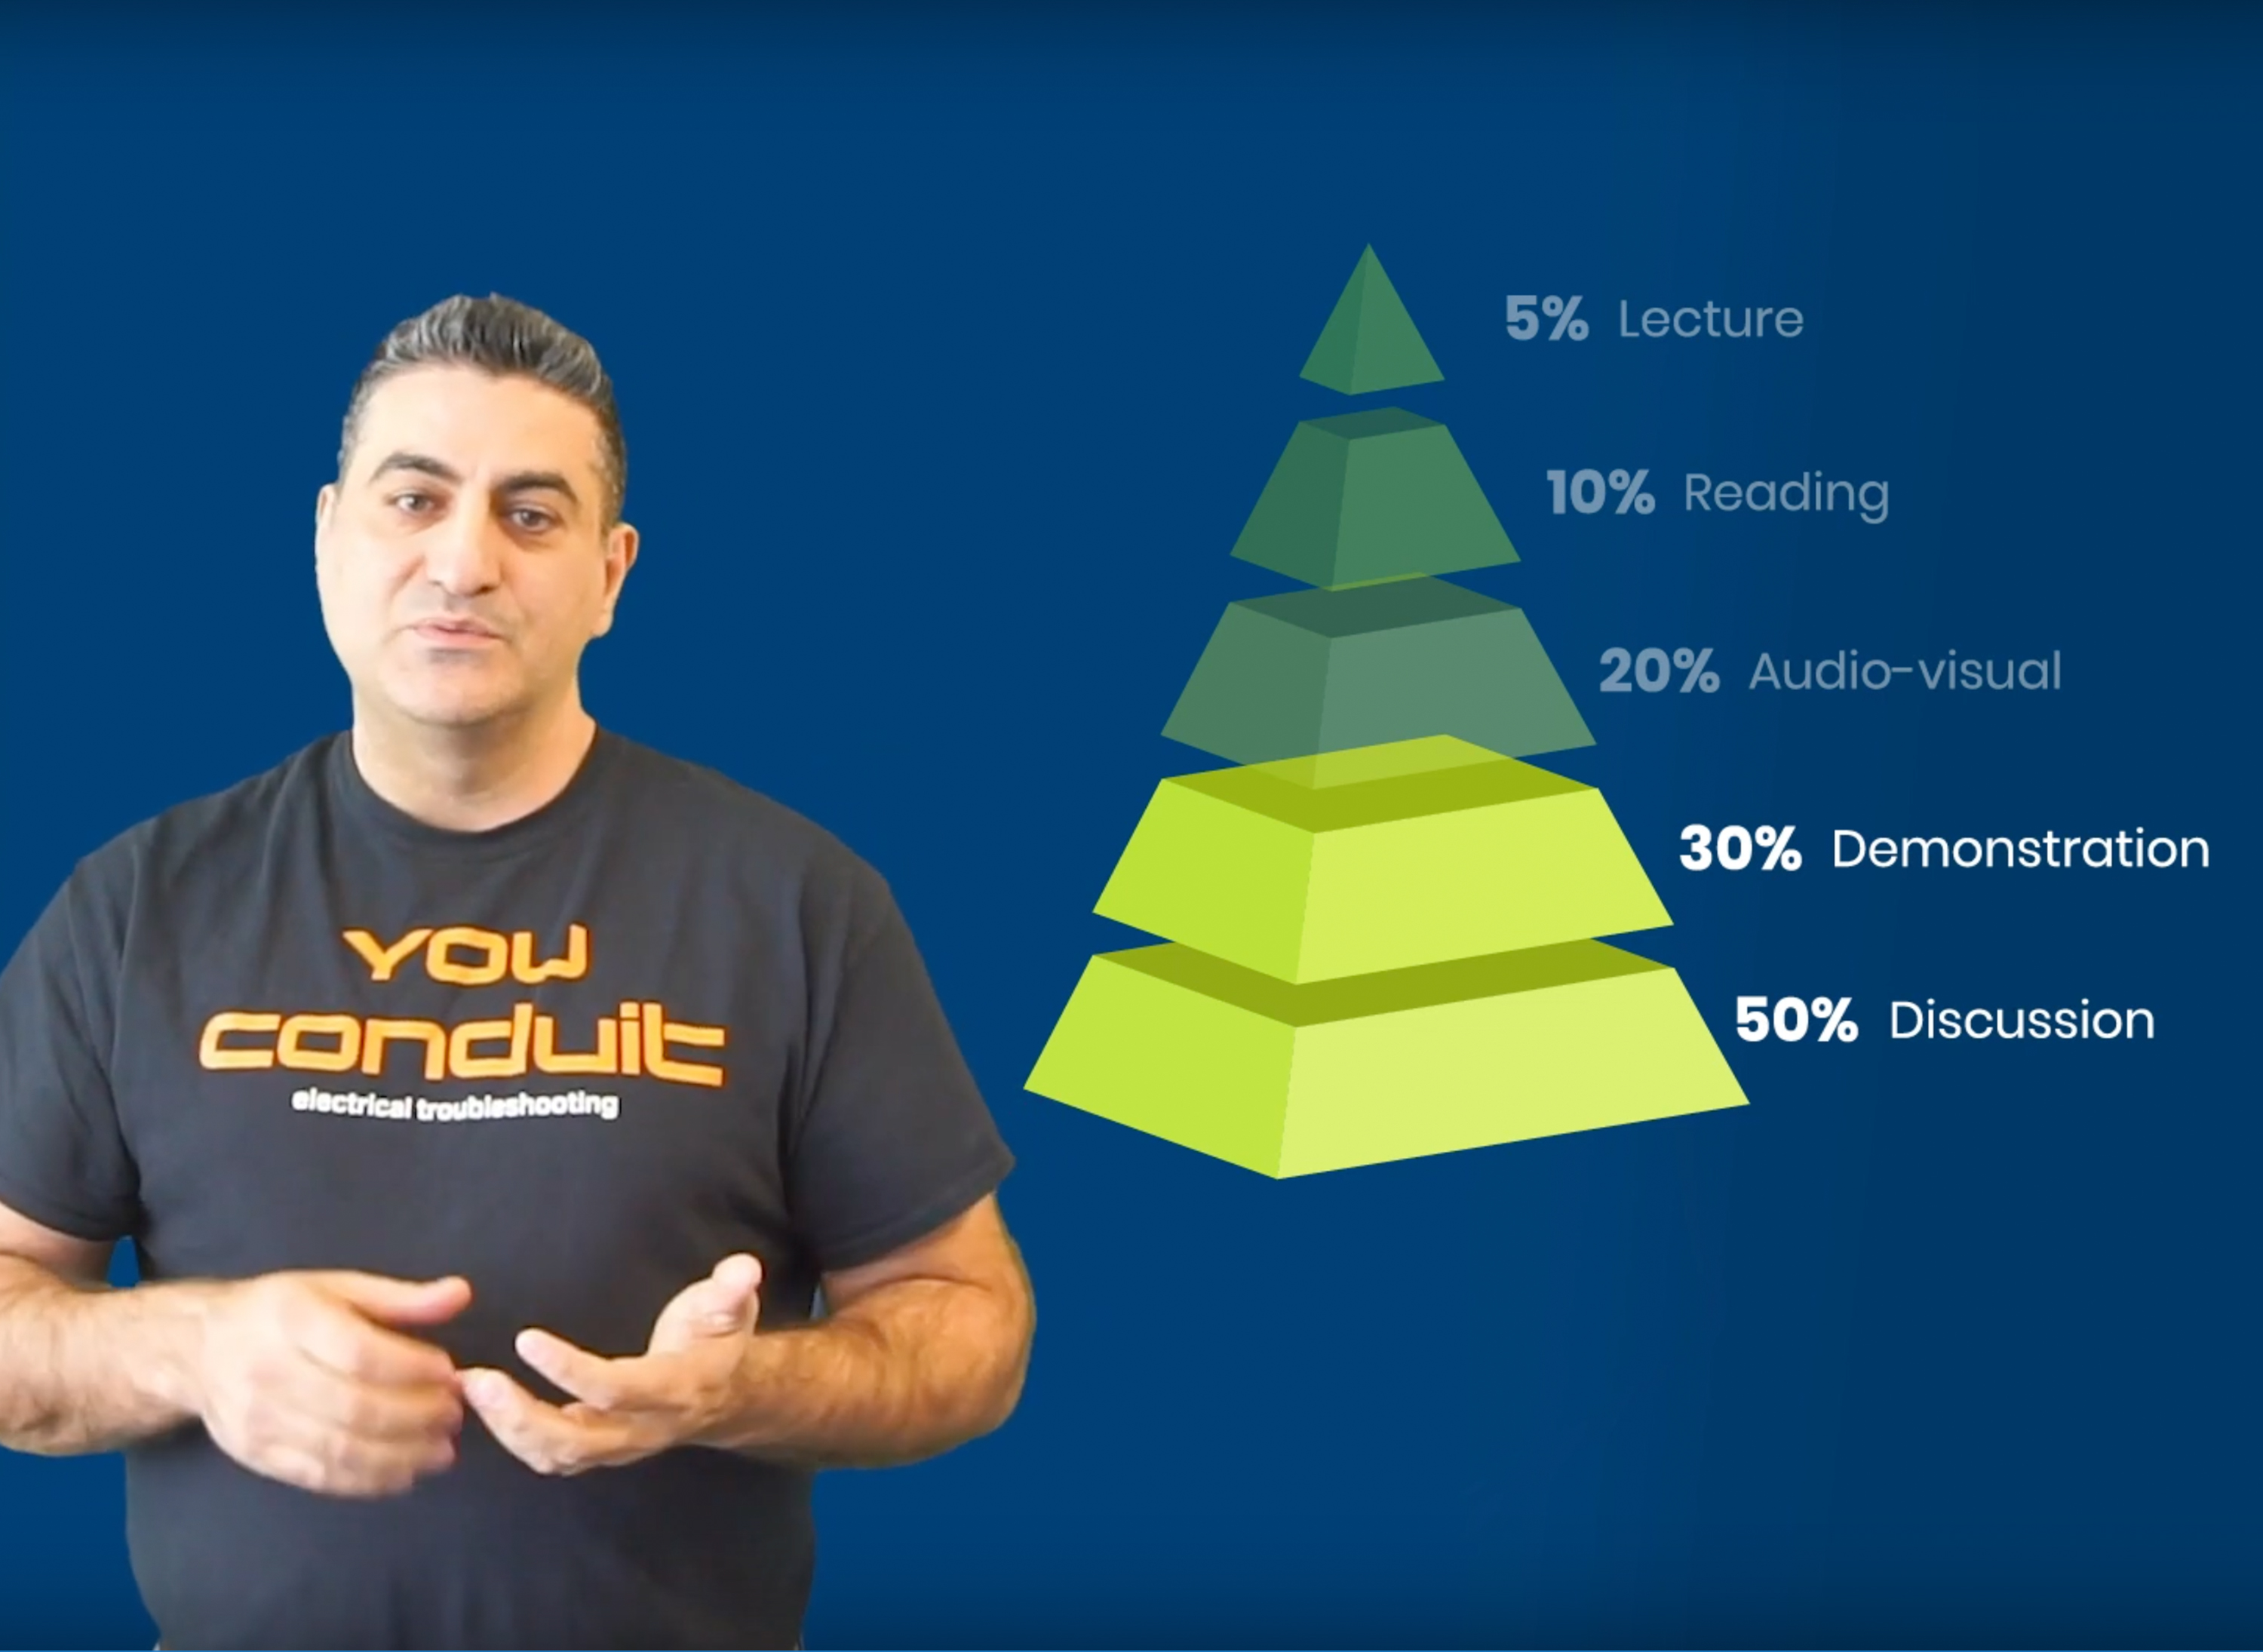 5% Lecture
10% Reading
20% Audio-visual
30% Demonstration
50% Discussion
YOU
conduit
electrical troubleshooting